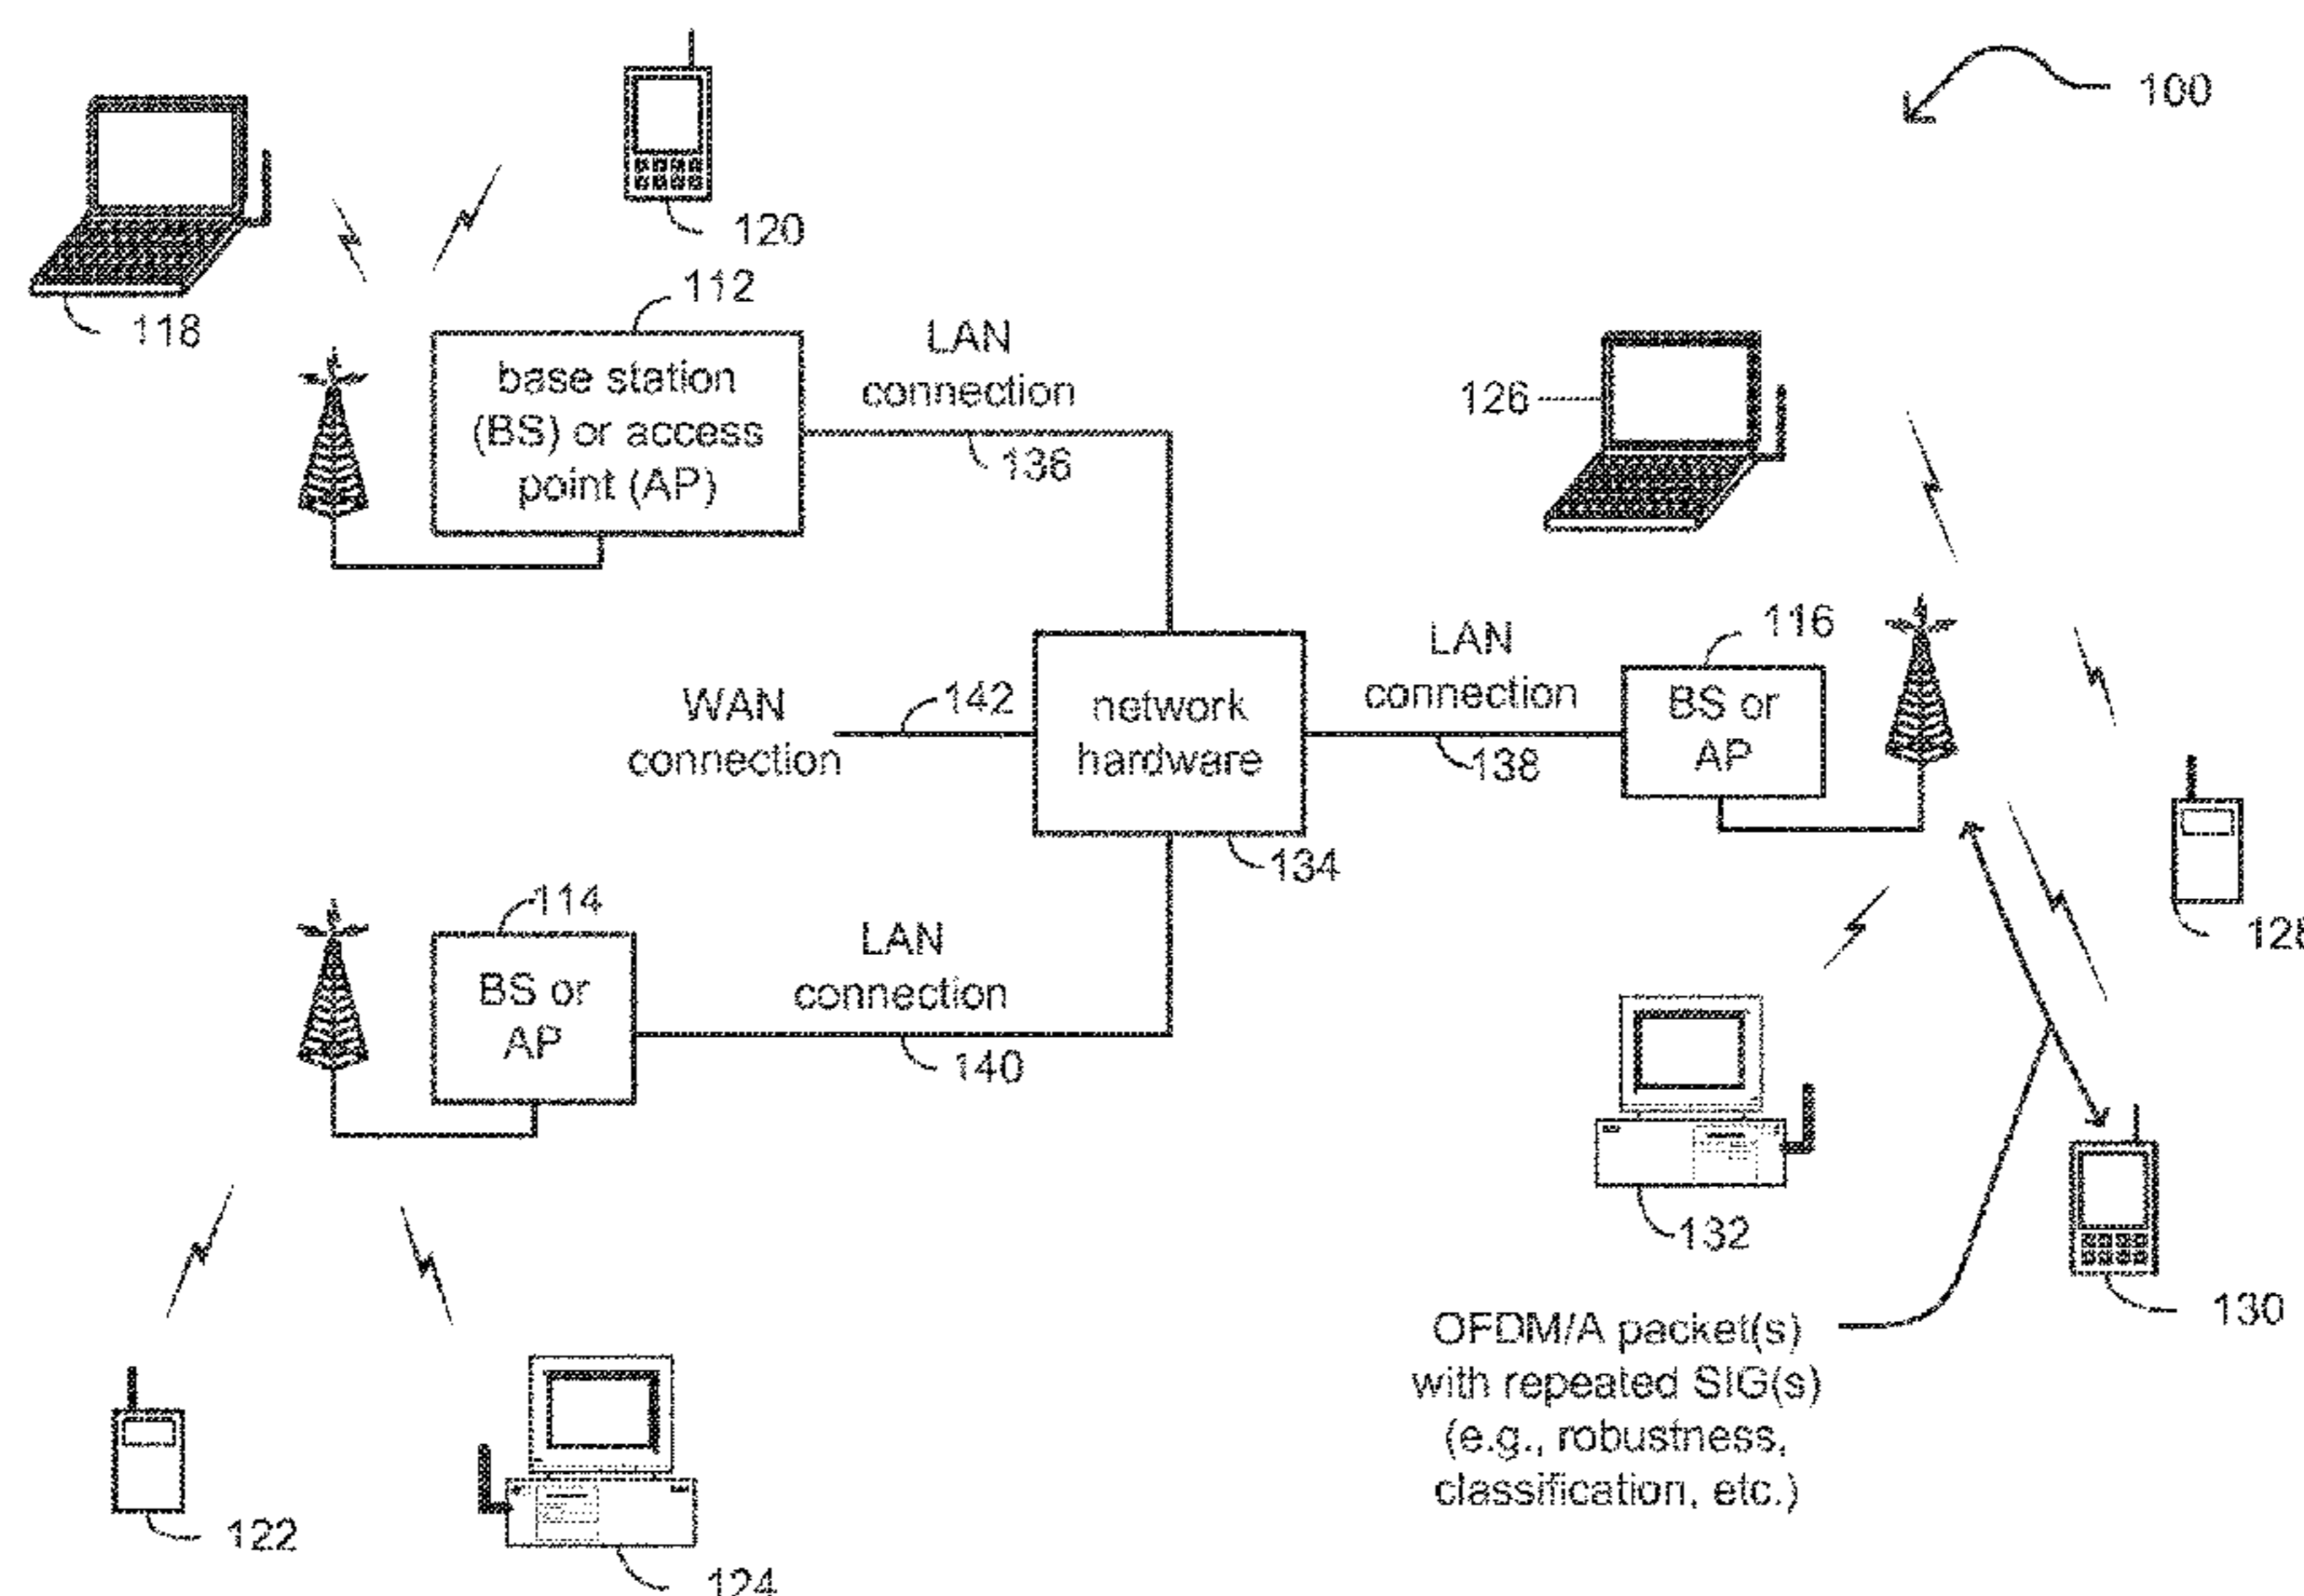 100
120
118
112
base station
(BS) or access
point (AP)
LAN
connection
136
126
116
LAN
connection
BS or
AP
138
WAN
connection
142
network
hardware
134
128
114
BS or
AP
LAN
connection
140
132
130
OFDM/A packet(s)
with repeated SIG(s)
(e.g., robustness,
classification, etc.)
122
124